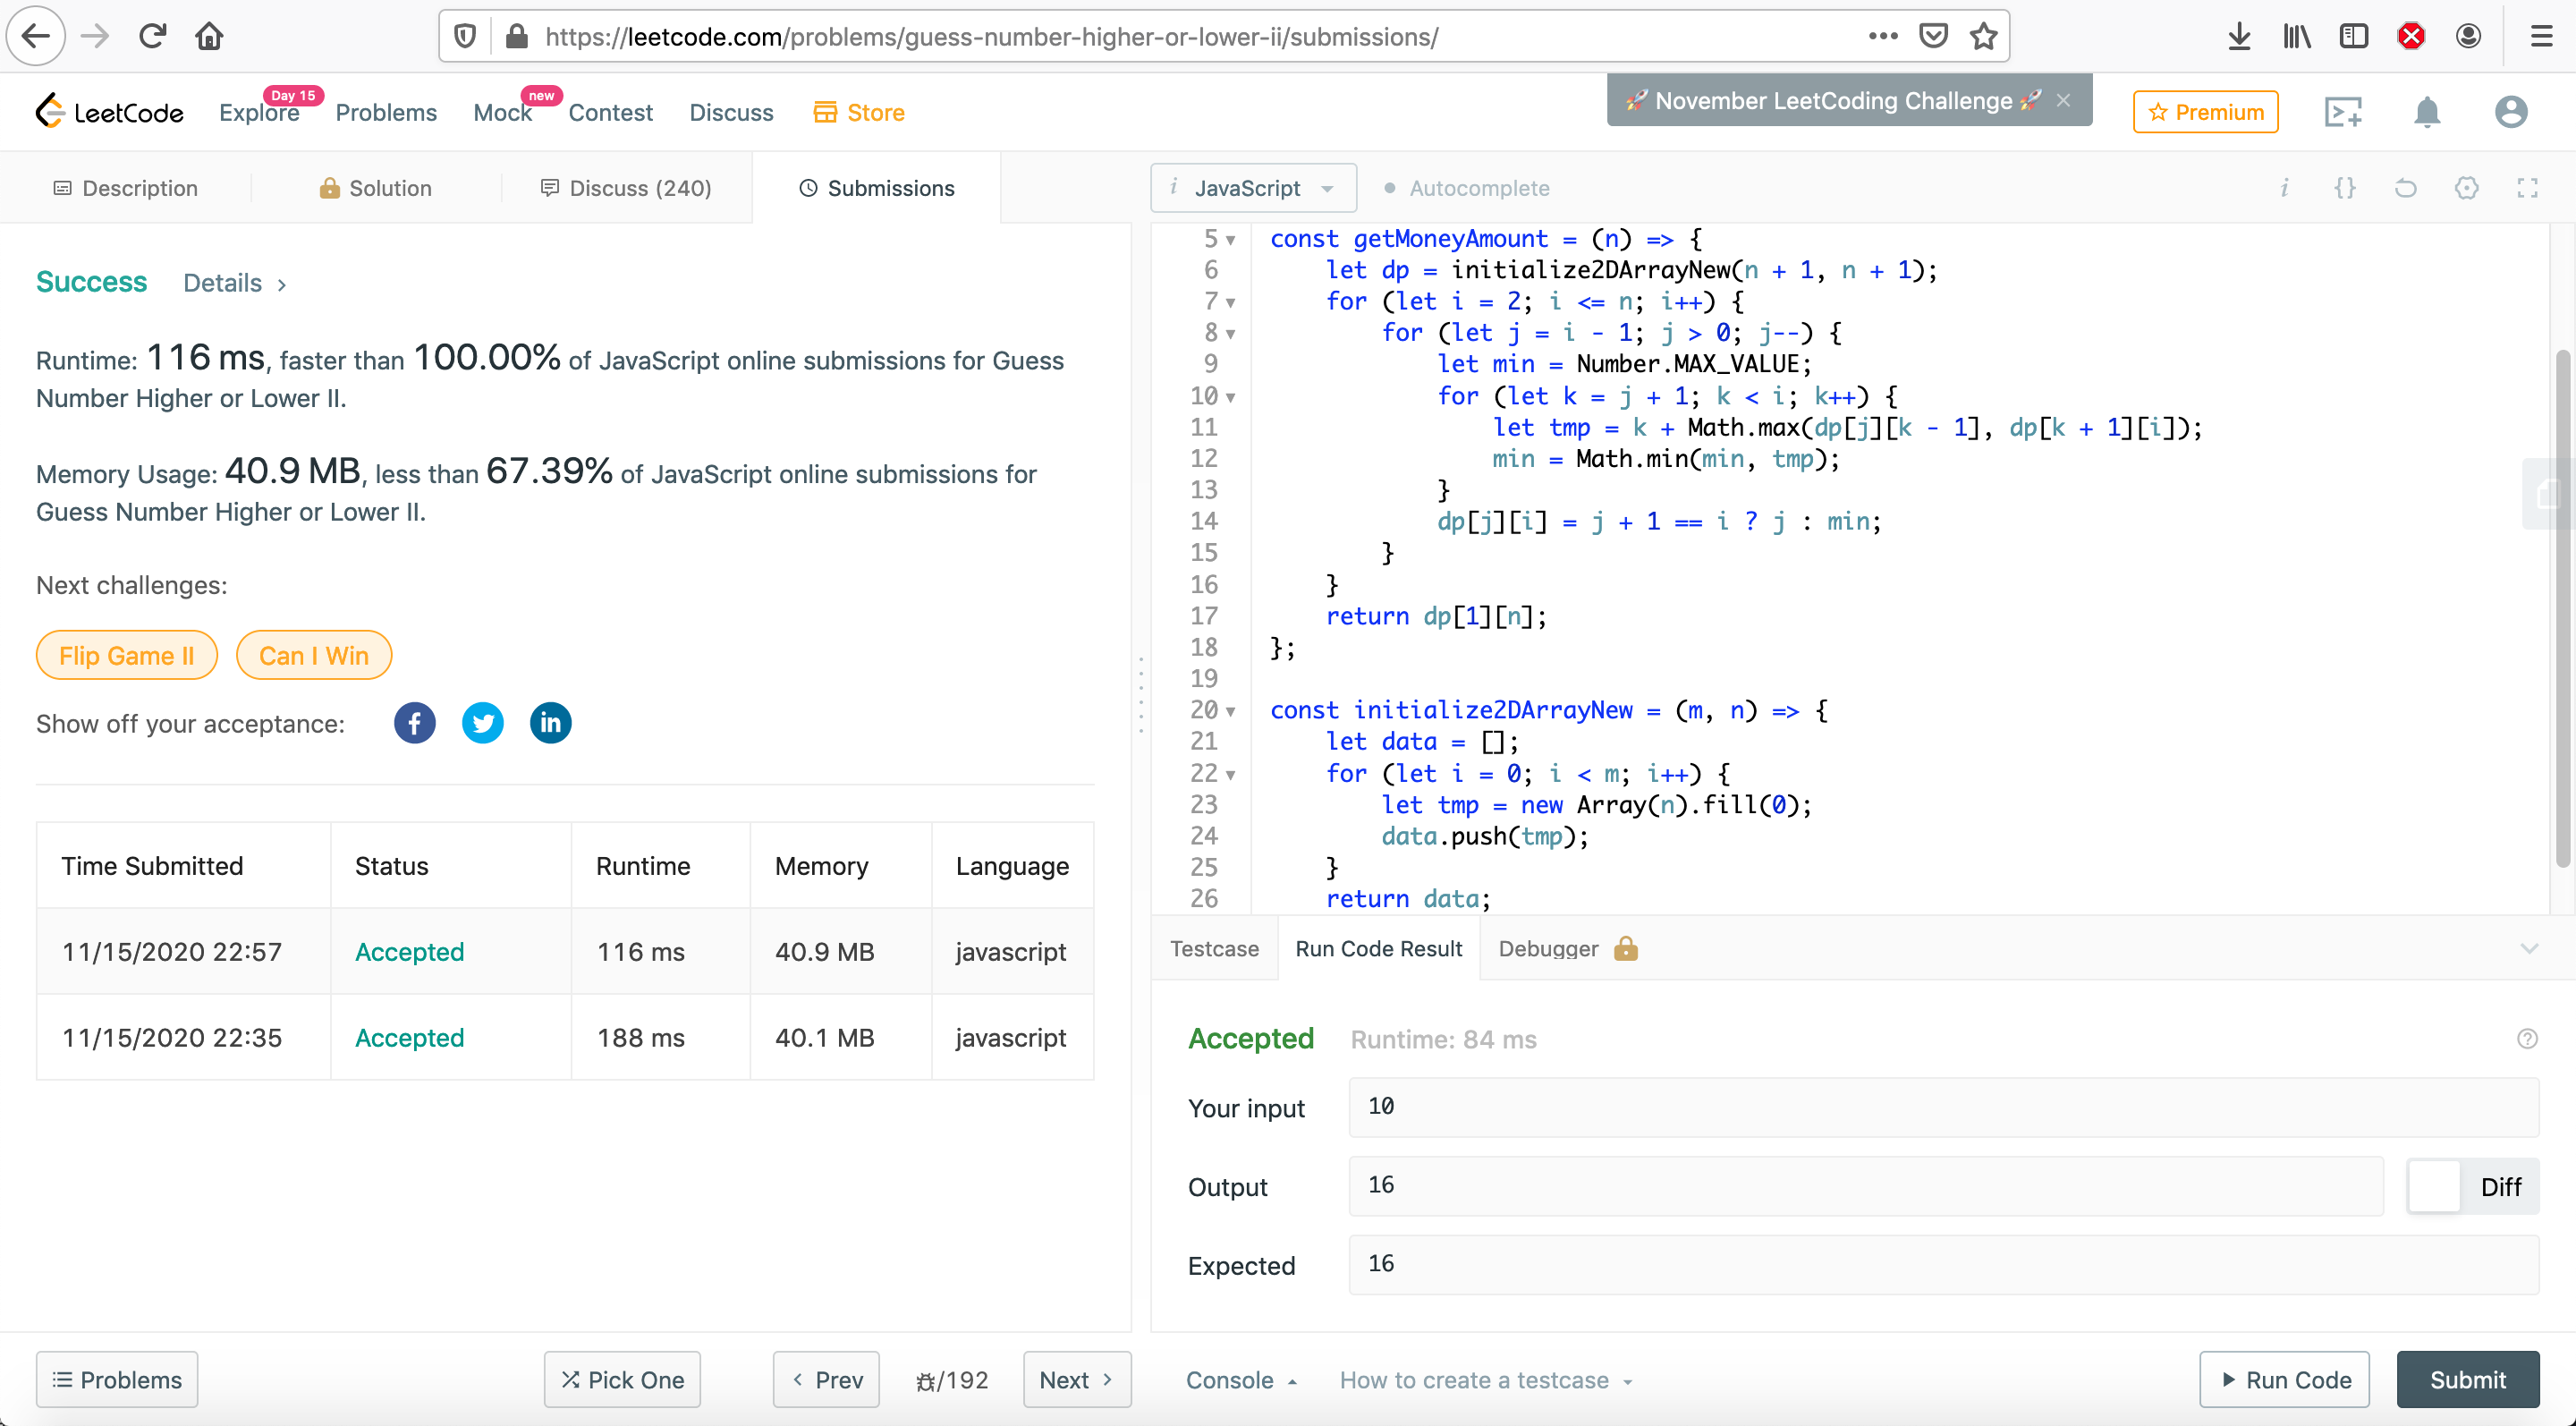 https://leetcode.com/problems/guess-number-higher-or-lower-ii/submissions/
LeetCode
Explore
Day 15
Problems
Mock
new
Contest
Discuss
Store
🚀 November LeetCoding Challenge 🚀 ×
Premium
Description
Solution
Discuss (240)
Submissions
i JavaScript
Autocomplete
i {}
Success
Details >
Runtime: 116 ms, faster than 100.00% of JavaScript online submissions for Guess
Number Higher or Lower II.
Memory Usage: 40.9 MB, less than 67.39% of JavaScript online submissions for
Guess Number Higher or Lower II.
Next challenges:
Flip Game II
Can I Win
Show off your acceptance:
f
in
Time Submitted Status Runtime Memory Language
11/15/2020 22:57 Accepted 116 ms 40.9 MB javascript
11/15/2020 22:35 Accepted 188 ms 40.1 MB javascript
5 const getMoneyAmount = (n) => {
6 let dp = initialize2DArrayNew(n + 1, n + 1);
7 for (let i = 2; i <= n; i++) {
8 for (let j = i - 1; j > 0; j--) {
9 let min = Number.MAX_VALUE;
10 for (let k = j + 1; k < i; k++) {
11 let tmp = k + Math.max(dp[j][k - 1], dp[k + 1][i]);
12 min = Math.min(min, tmp);
13 }
14 dp[j][i] = j + 1 == i ? j : min;
15 }
16 }
17 return dp[1][n];
18 };
19
20 const initialize2DArrayNew = (m, n) => {
21 let data = [];
22 for (let i = 0; i < m; i++) {
23 let tmp = new Array(n).fill(0);
24 data.push(tmp);
25 }
26 return data;
Testcase
Run Code Result
Debugger
Accepted
Runtime: 84 ms
Your input 10
Output 16
Diff
Expected 16
Problems
Pick One
< Prev
/192
Next >
Console
How to create a testcase
Run Code
Submit